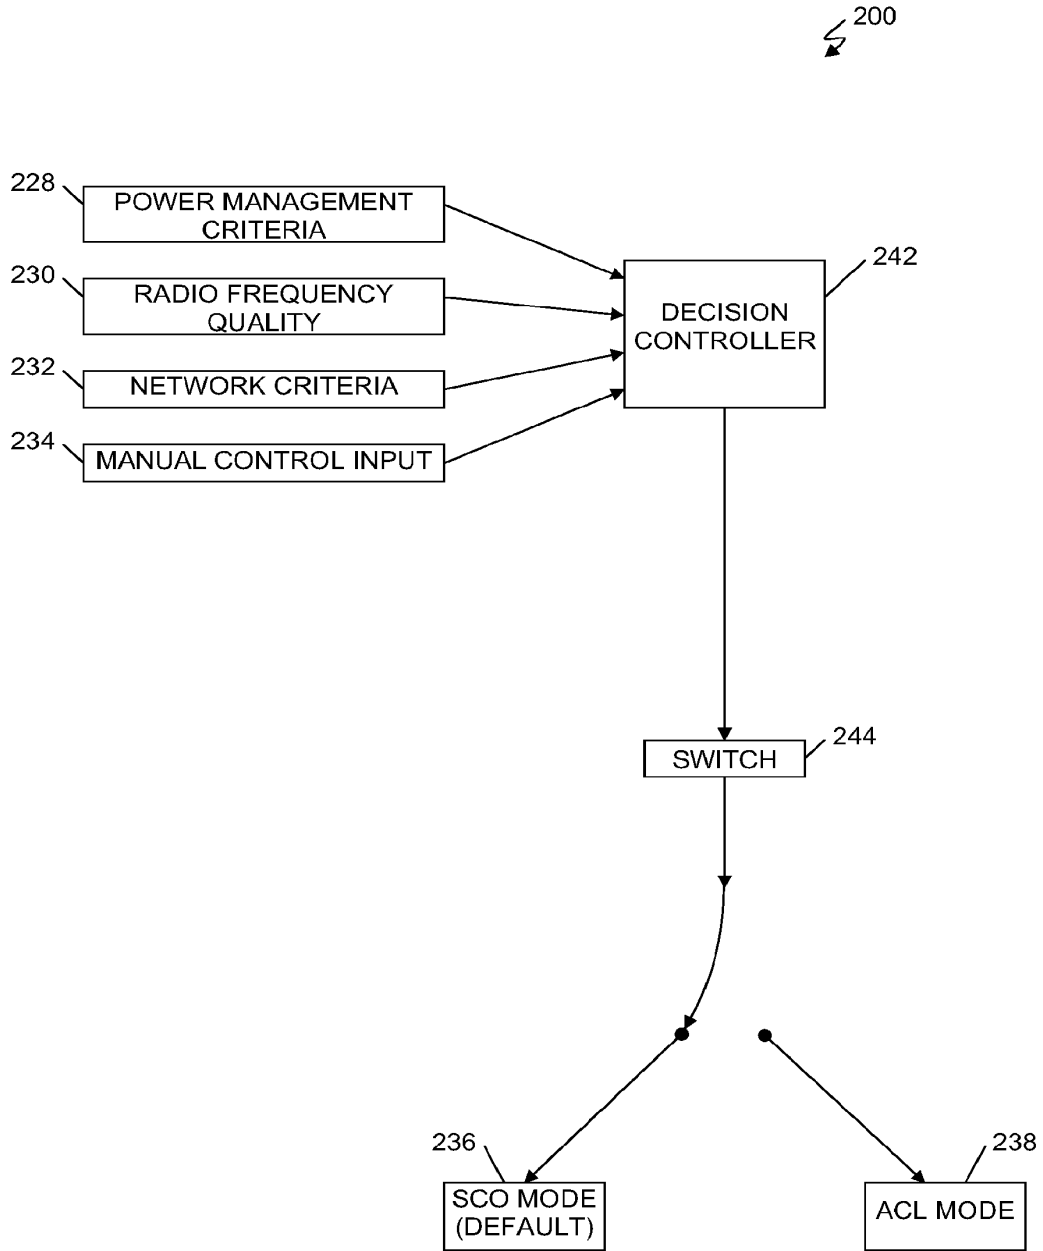 200
228
POWER MANAGEMENT
CRITERIA
230
RADIO FREQUENCY
QUALITY
232
NETWORK CRITERIA
234
MANUAL CONTROL INPUT
242
DECISION
CONTROLLER
244
SWITCH
236
SCO MODE
(DEFAULT)
238
ACL MODE